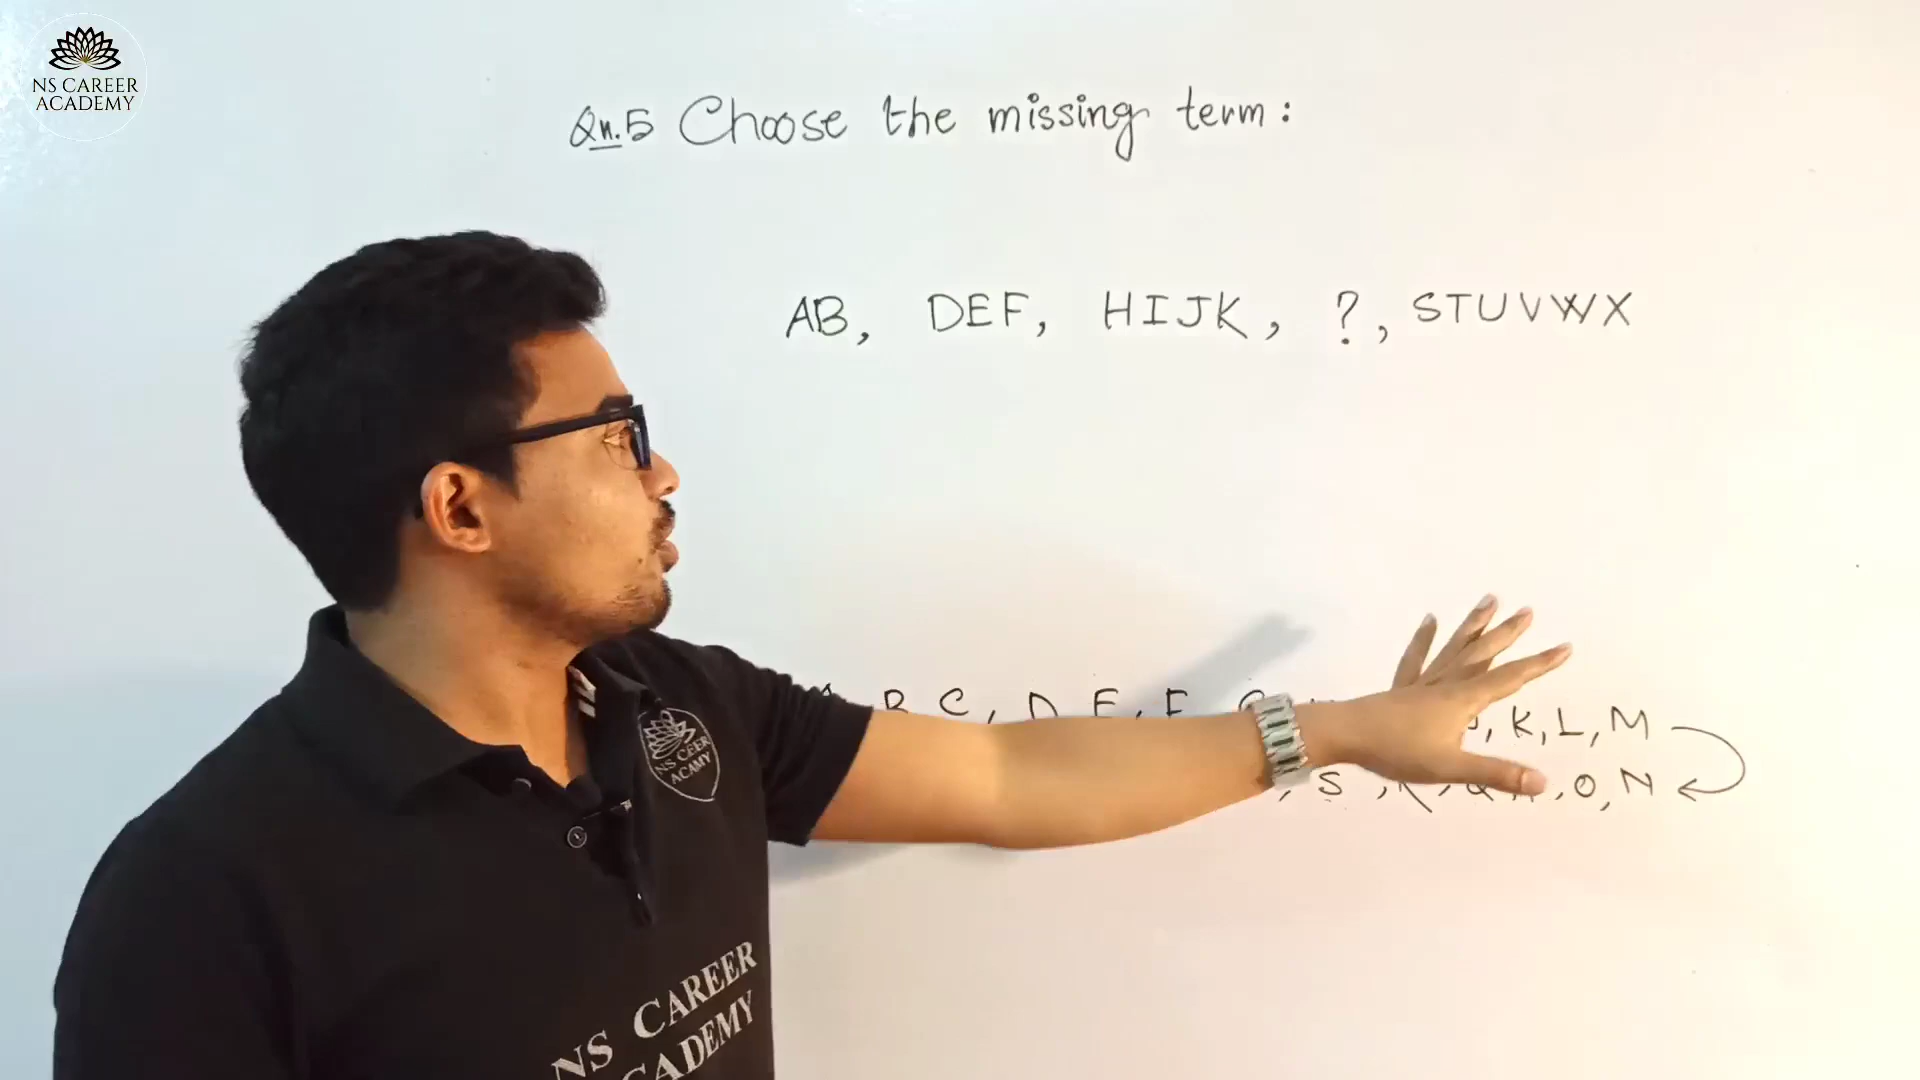 NS CAREER
ACADEMY
Qn.5 Choose the missing term:
AB, DEF, HIJK, ?, STUVWX
B C, D E, F
K, L, M
S
O, N
NS CAREER
ACADEMY